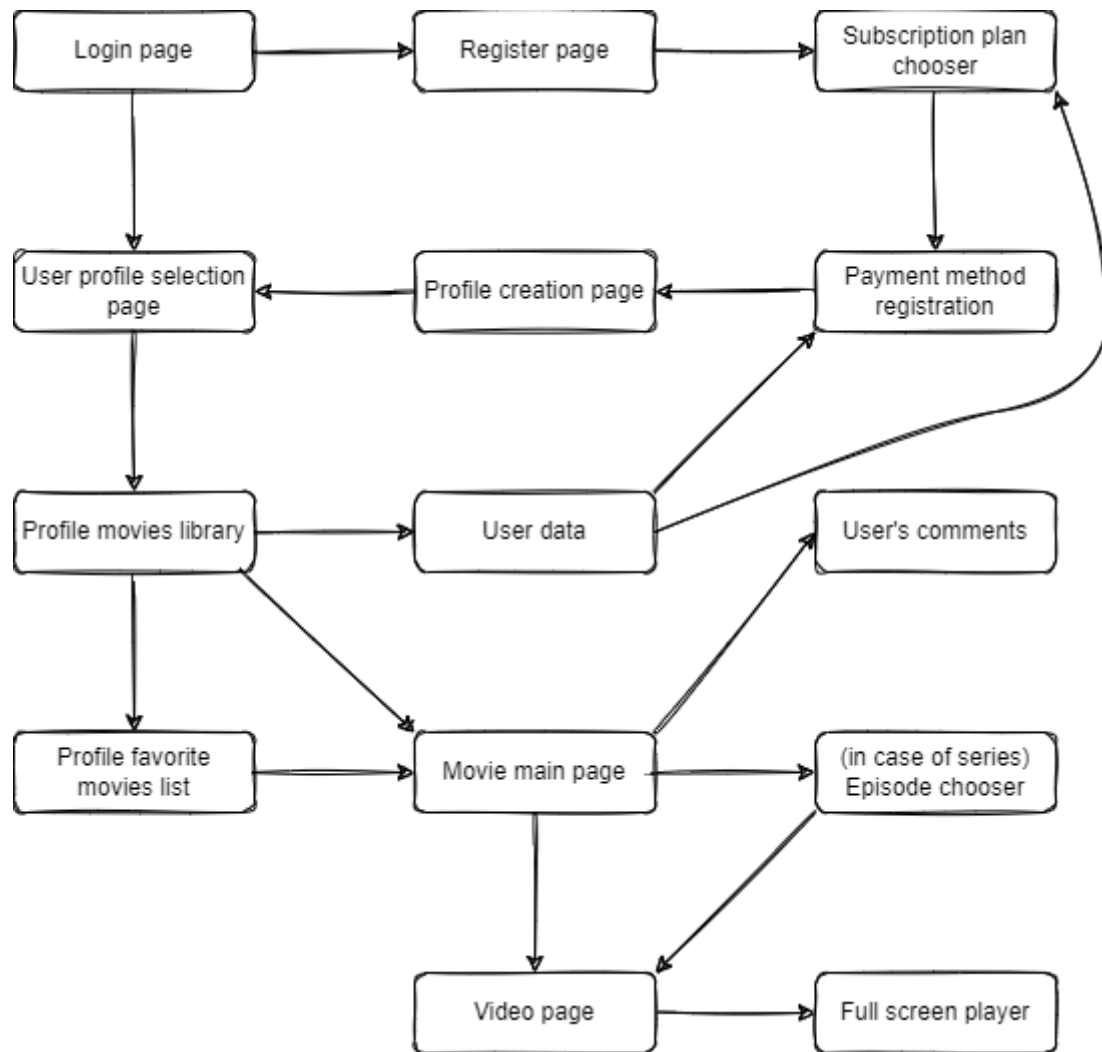 Login page
Register page
Subscription plan
chooser
User profile selection
page
Profile creation page
Payment method
registration
Profile movies library
User data
User's comments
Profile favorite
movies list
Movie main page
(in case of series)
Episode chooser
Video page
Full screen player